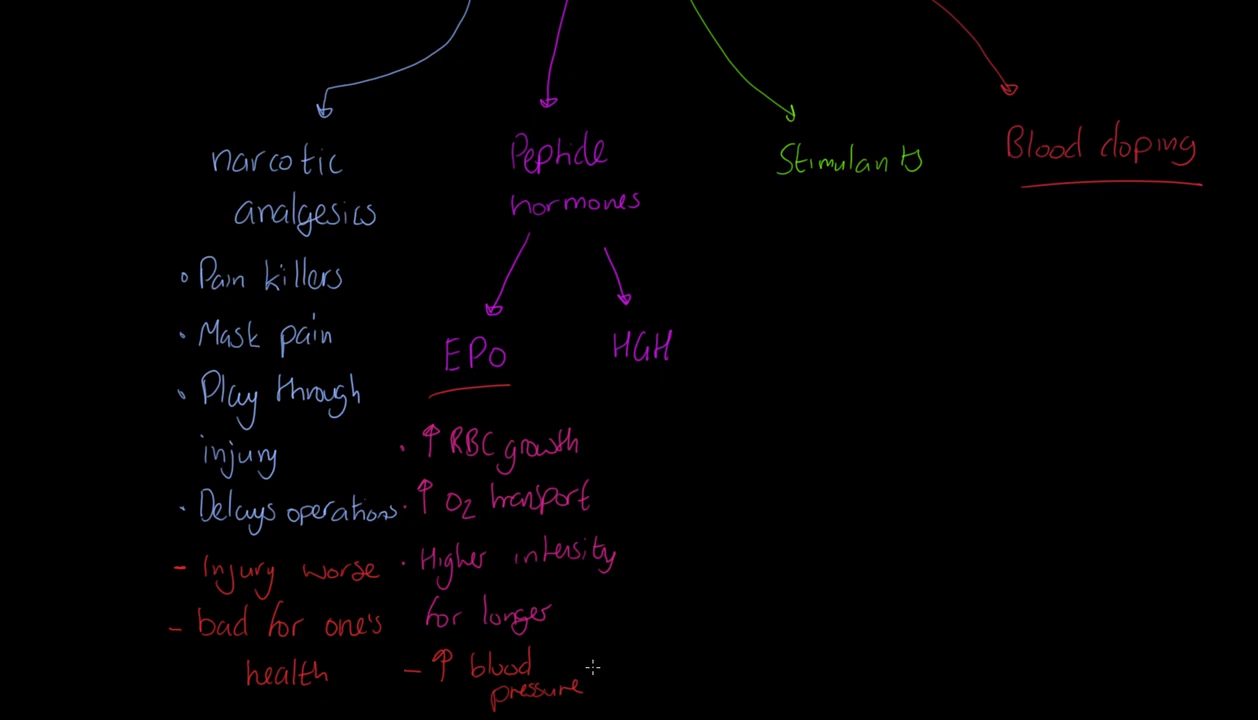 narcotic
analgesics
• Pain killers
• Mask pain
• Play through
injury
• Delays operations
- Injury worse
- bad for one's
health
Peptide
hormones
EPO
HGH
• ↑ RBC growth
• ↑ O2 transport
• Higher intensity
for longer
- ↑ blood
pressure
Stimulants
Blood doping